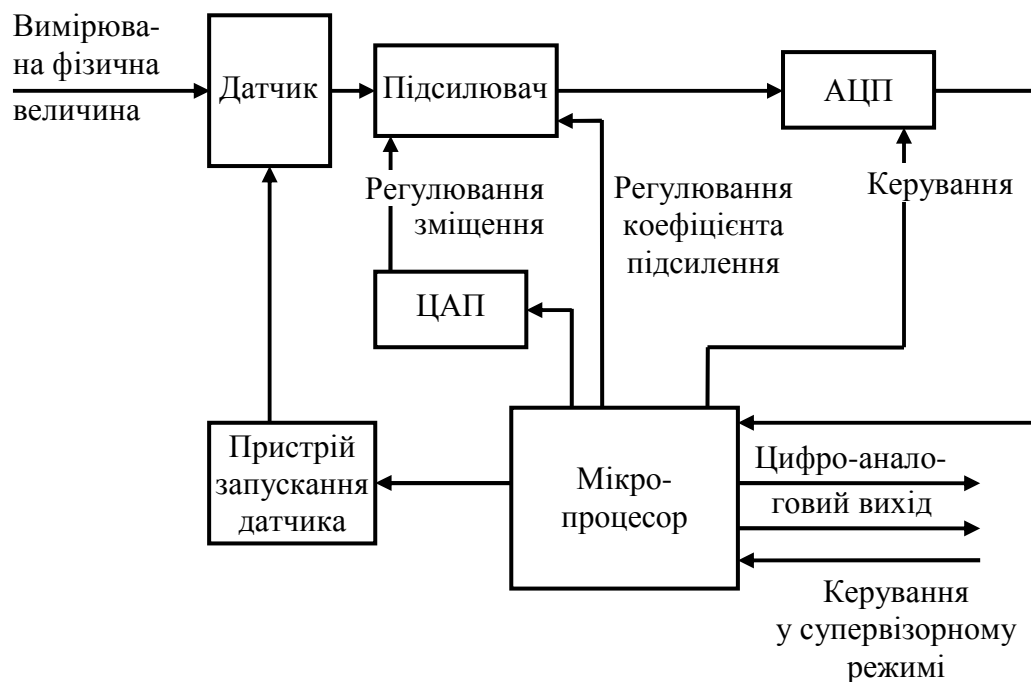 Вимірюва-
на фізична
величина
Датчик
Підсилювач
АЦП
Регулювання
зміщення
Регулювання
коефіцієнта
підсилення
Керування
ЦАП
Пристрій
запускання
датчика
Мікро-
процесор
Цифро-анало-
говий вихід
Керування
у супервізорному
режимі